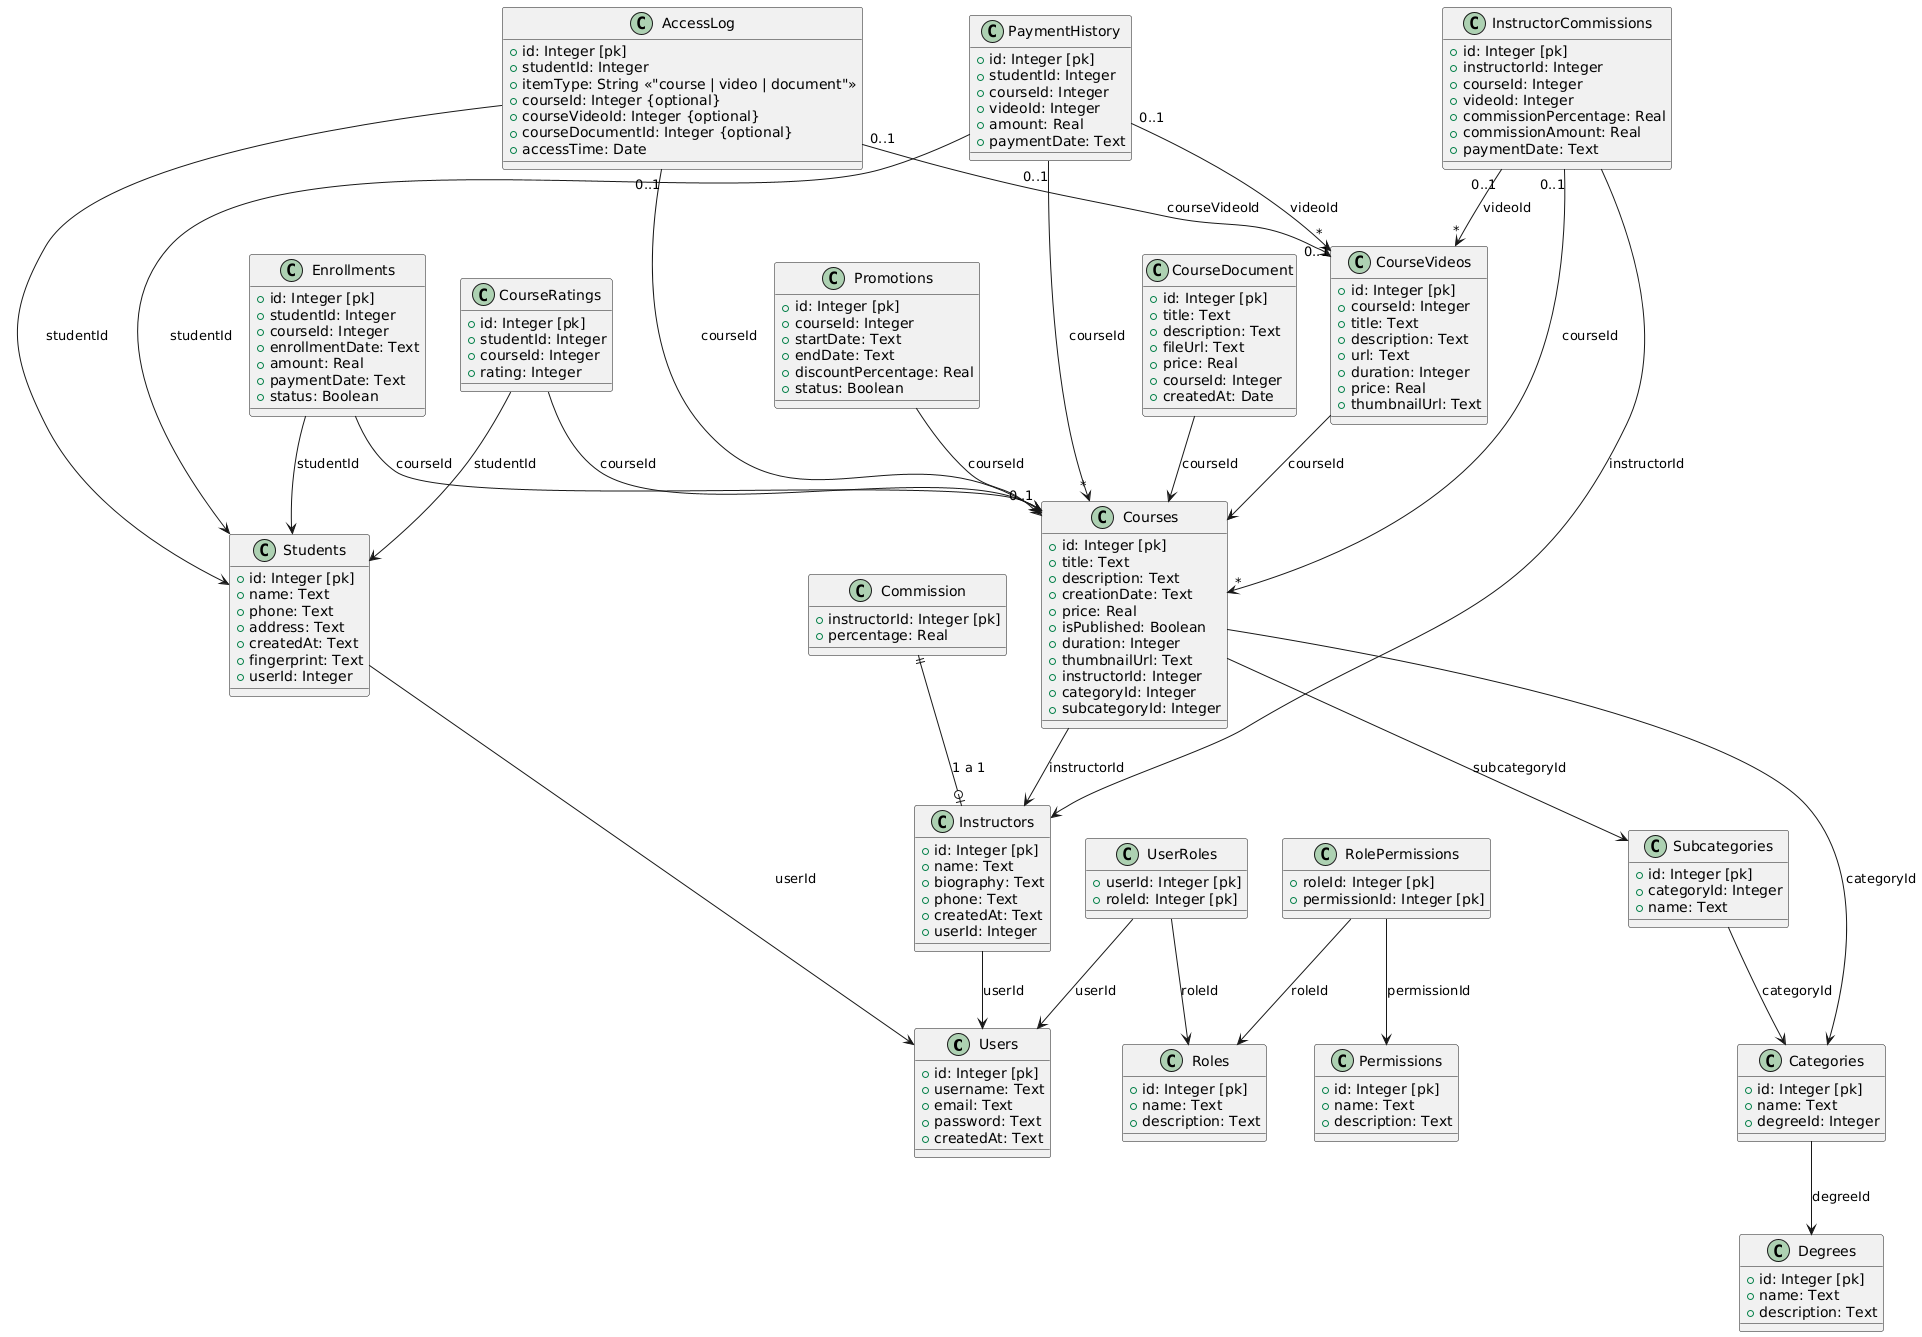 AccessLog
id: Integer [pk]
studentId: Integer
itemType: String «"course | video | document"»
courseId: Integer {optional}
courseVideoId: Integer {optional}
courseDocumentId: Integer {optional}
accessTime: Date
PaymentHistory
id: Integer [pk]
studentId: Integer
courseId: Integer
videoId: Integer
amount: Real
paymentDate: Text
InstructorCommissions
id: Integer [pk]
instructorId: Integer
courseId: Integer
videoId: Integer
commissionPercentage: Real
commissionAmount: Real
paymentDate: Text
0..1
0..1
0..1
0..1
0..1
0..1
courseVideoId
videoId
videoId
*
*
studentId
studentId
Enrollments
id: Integer [pk]
studentId: Integer
courseId: Integer
enrollmentDate: Text
amount: Real
paymentDate: Text
status: Boolean
CourseRatings
id: Integer [pk]
studentId: Integer
courseId: Integer
rating: Integer
courseId
Promotions
id: Integer [pk]
courseId: Integer
startDate: Text
endDate: Text
discountPercentage: Real
status: Boolean
courseId
CourseDocument
id: Integer [pk]
title: Text
description: Text
fileUrl: Text
price: Real
courseId: Integer
createdAt: Date
CourseVideos
id: Integer [pk]
courseId: Integer
title: Text
description: Text
url: Text
duration: Integer
price: Real
thumbnailUrl: Text
courseId
studentId
courseId
studentId
courseId
courseId
courseId
courseId
instructorId
0..1
*
*
Students
id: Integer [pk]
name: Text
phone: Text
address: Text
createdAt: Text
fingerprint: Text
userId: Integer
Commission
instructorId: Integer [pk]
percentage: Real
Courses
id: Integer [pk]
title: Text
description: Text
creationDate: Text
price: Real
isPublished: Boolean
duration: Integer
thumbnailUrl: Text
instructorId: Integer
categoryId: Integer
subcategoryId: Integer
1 a 1
instructorId
subcategoryId
userId
categoryId
Instructors
id: Integer [pk]
name: Text
biography: Text
phone: Text
createdAt: Text
userId: Integer
UserRoles
userId: Integer [pk]
roleId: Integer [pk]
RolePermissions
roleId: Integer [pk]
permissionId: Integer [pk]
Subcategories
id: Integer [pk]
categoryId: Integer
name: Text
userId
userId
roleId
roleId
permissionId
categoryId
Users
id: Integer [pk]
username: Text
email: Text
password: Text
createdAt: Text
Roles
id: Integer [pk]
name: Text
description: Text
Permissions
id: Integer [pk]
name: Text
description: Text
Categories
id: Integer [pk]
name: Text
degreeId: Integer
degreeId
Degrees
id: Integer [pk]
name: Text
description: Text